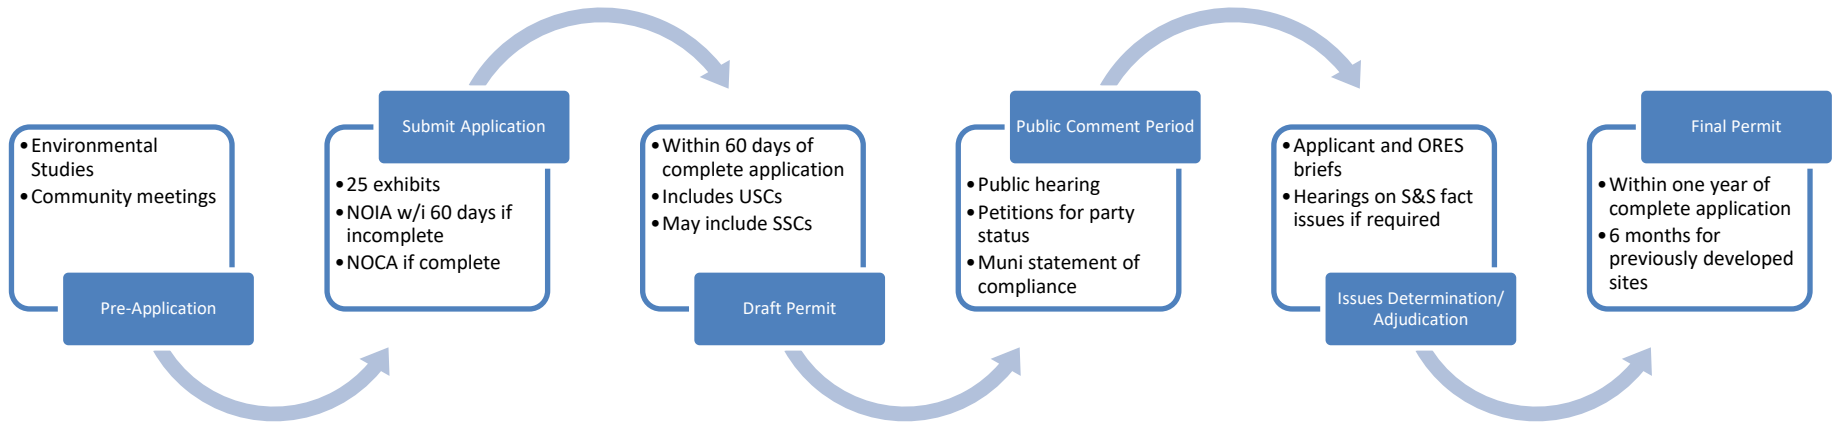 •Environmental
Studies
•Community meetings
Pre-Application
Submit Application
•25 exhibits
•NOIA w/i 60 days if
incomplete
•NOCA if complete
•Within 60 days of
complete application
•Includes USCs
•May include SSCs
Draft Permit
Public Comment Period
•Public hearing
•Petitions for party
status
•Muni statement of
compliance
•Applicant and ORES
briefs
•Hearings on S&S fact
issues if required
Issues Determination/
Adjudication
Final Permit
•Within one year of
complete application
•6 months for
previously developed
sites